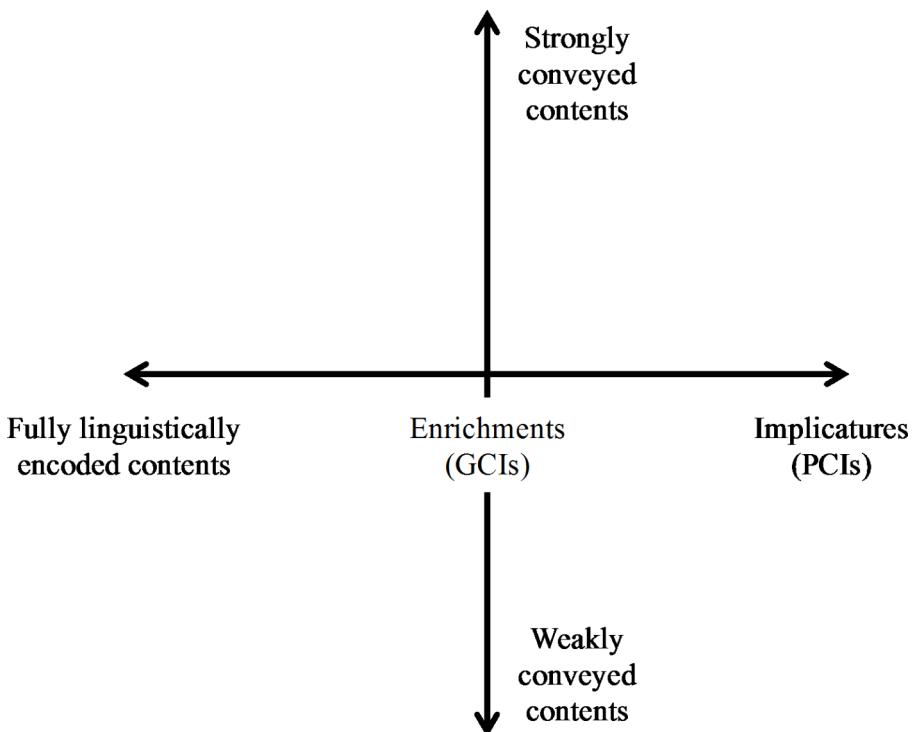 Strongly
conveyed
contents
Fully linguistically
encoded contents
Enrichments
(GCIs)
Implicatures
(PCIs)
Weakly
conveyed
contents